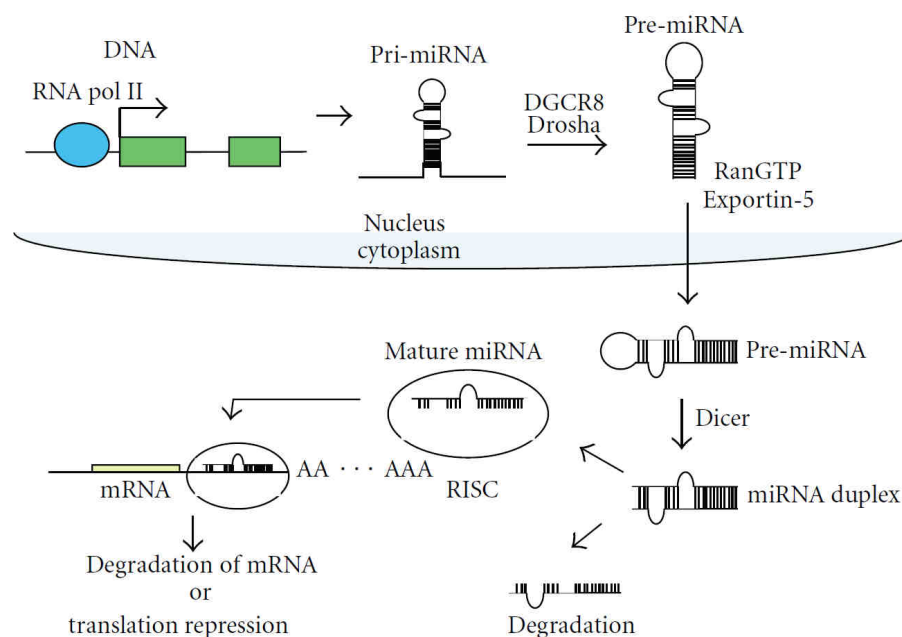 DNA
RNA pol II
Pri-miRNA
DGCR8
Drosha
Pre-miRNA
RanGTP
Exportin-5
Nucleus
cytoplasm
Pre-miRNA
Dicer
miRNA duplex
Mature miRNA
RISC
AA · · · AAA
mRNA
Degradation of mRNA
or
translation repression
Degradation